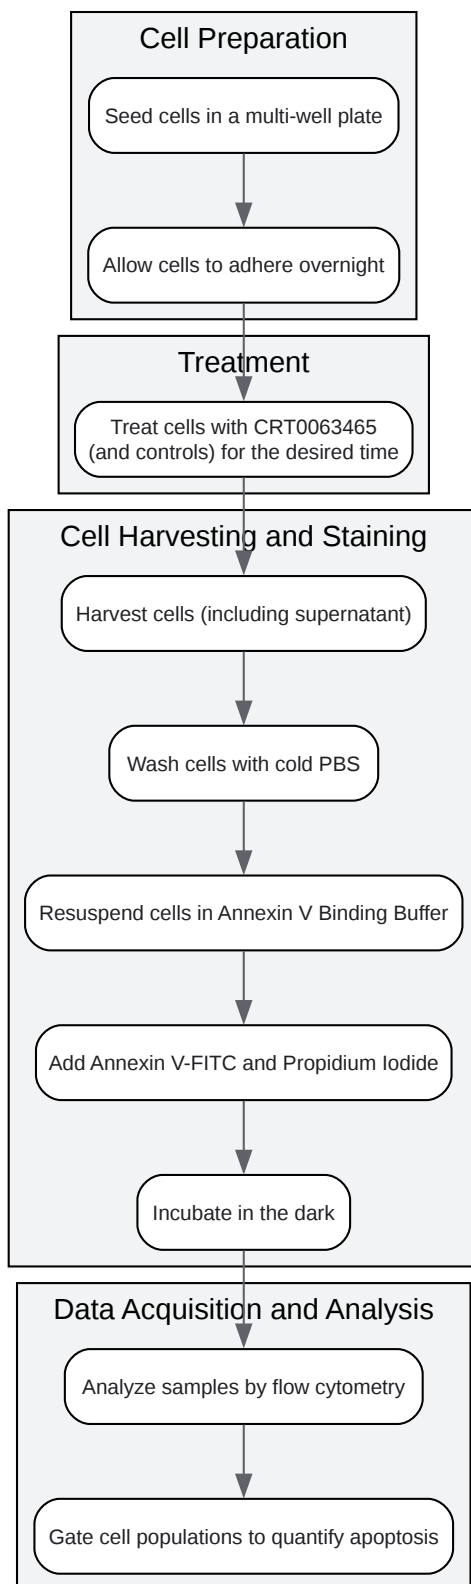 Cell Preparation
Seed cells in a multi-well plate
Allow cells to adhere overnight
Treatment
Treat cells with CRT0063465
(and controls) for the desired time
Cell Harvesting and Staining
Harvest cells (including supernatant)
Wash cells with cold PBS
Resuspend cells in Annexin V Binding Buffer
Add Annexin V-FITC and Propidium Iodide
Incubate in the dark
Data Acquisition and Analysis
Analyze samples by flow cytometry
Gate cell populations to quantify apoptosis